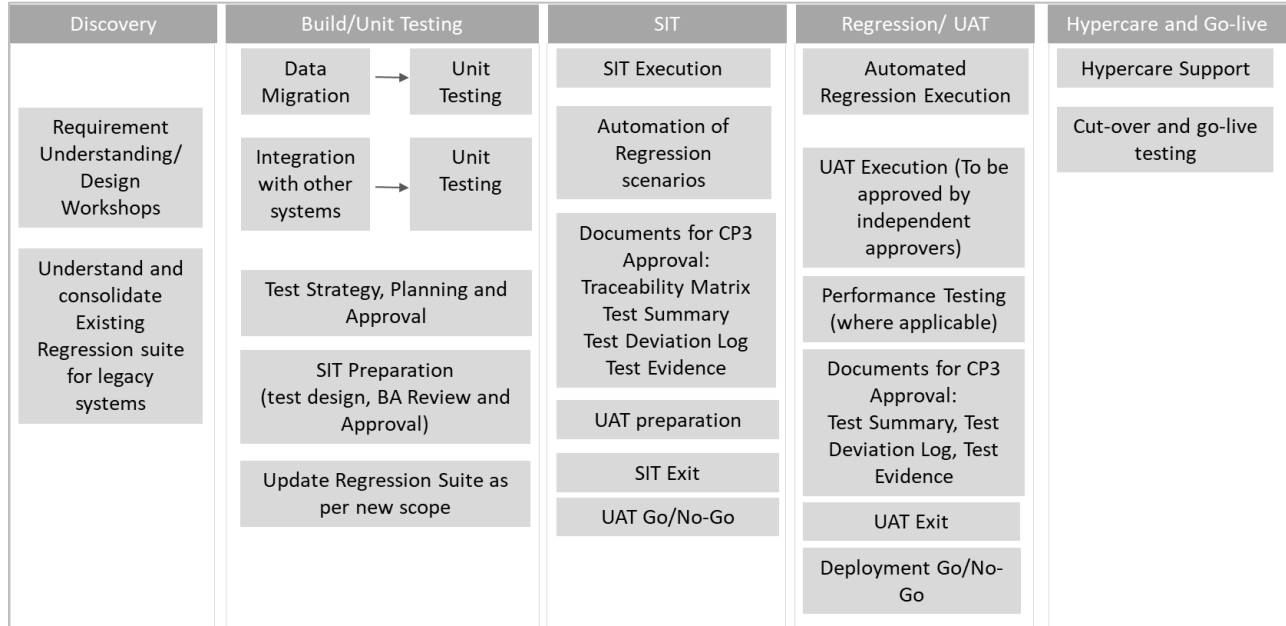 Discovery
Requirement
Understanding/
Design
Workshops
Understand and
consolidate
Existing
Regression suite
for legacy
systems
Build/Unit Testing
Data
Migration
Unit
Testing
Integration
with other
systems
Unit
Testing
Test Strategy, Planning and
Approval
SIT Preparation
(test design, BA Review and
Approval)
Update Regression Suite as
per new scope
SIT
SIT Execution
Automation of
Regression
scenarios
Documents for CP3
Approval:
Traceability Matrix
Test Summary
Test Deviation Log
Test Evidence
UAT preparation
SIT Exit
UAT Go/No-Go
Regression/ UAT
Automated
Regression Execution
UAT Execution (To be
approved by
independent
approvers)
Performance Testing
(where applicable)
Documents for CP3
Approval:
Test Summary, Test
Deviation Log, Test
Evidence
UAT Exit
Deployment Go/No-
Go
Hypercare and Go-live
Hypercare Support
Cut-over and go-live
testing